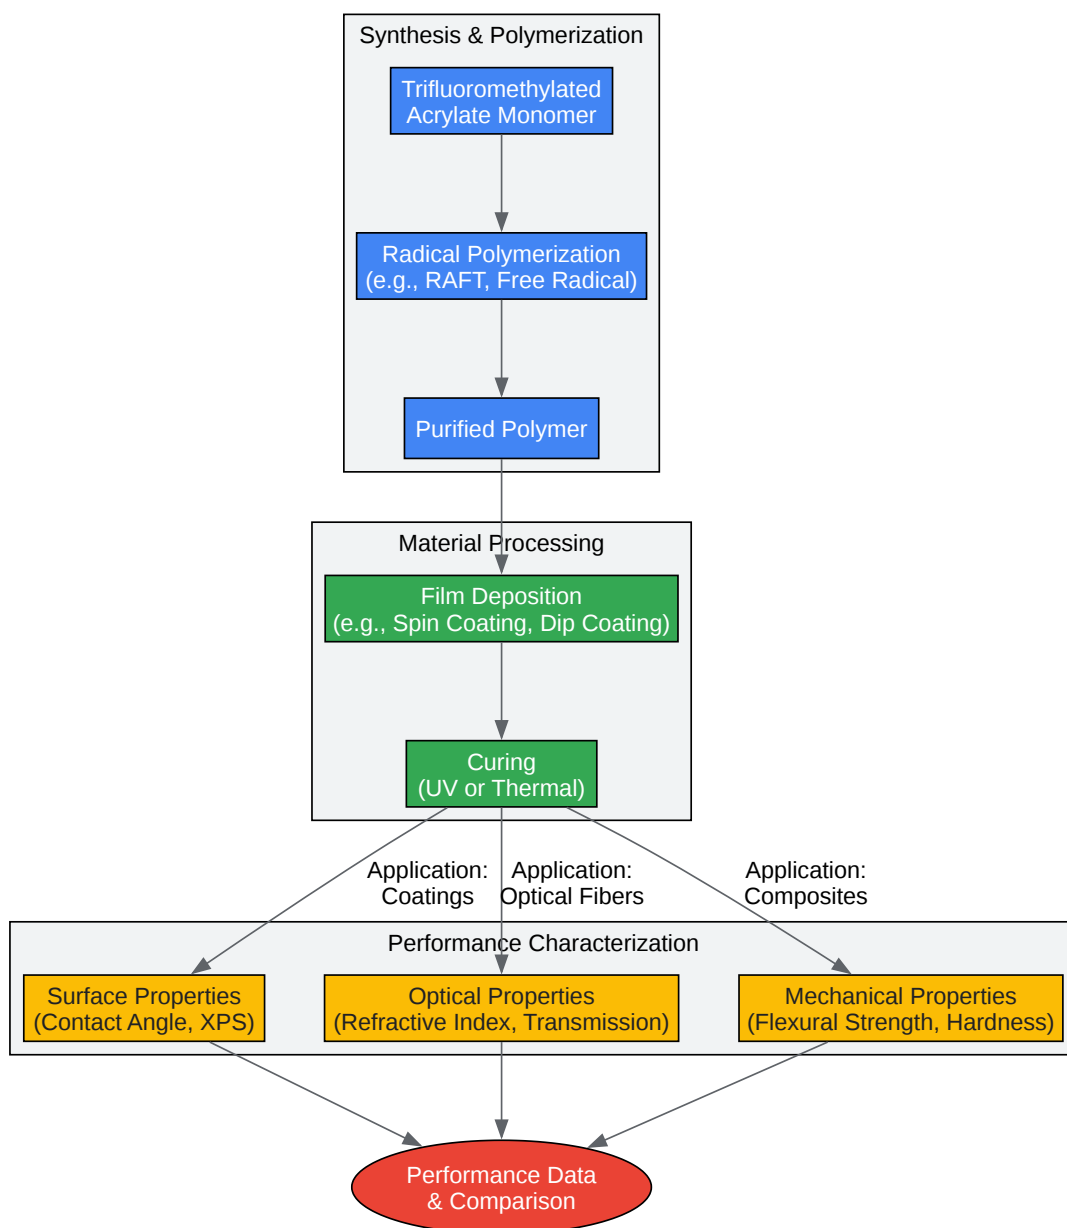 Synthesis & Polymerization
Trifluoromethylated
Acrylate Monomer
Radical Polymerization
(e.g., RAFT, Free Radical)
Purified Polymer
Material Processing
Film Deposition
(e.g., Spin Coating, Dip Coating)
Curing
(UV or Thermal)
Application:
Coatings
Application:
Optical Fibers
Application:
Composites
Performance Characterization
Surface Properties
(Contact Angle, XPS)
Optical Properties
(Refractive Index, Transmission)
Mechanical Properties
(Flexural Strength, Hardness)
Performance Data
& Comparison